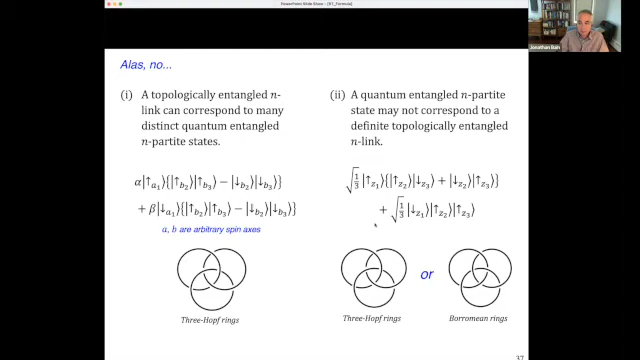 PowerPoint Slide Show - [RT_Formula]
Alas, no...
(i) A topologically entangled n-
link can correspond to many
distinct quantum entangled
n-partite states.
α|↑a₁⟩{|↑b₂⟩|↑b₃⟩ − |↓b₂⟩|↓b₃⟩}
+ β|↓a₁⟩{|↑b₂⟩|↑b₃⟩ − |↓b₂⟩|↓b₃⟩}
a, b are arbitrary spin axes
Three-Hopf rings
(ii) A quantum entangled n-partite
state may not correspond to a
definite topologically entangled
n-link.
√⅓ |↑z₁⟩{|↑z₂⟩|↓z₃⟩ + |↓z₂⟩|↑z₃⟩}
+ √⅓ |↓z₁⟩|↑z₂⟩|↑z₃⟩
or
Three-Hopf rings
Borromean rings
37
Jonathan Bain